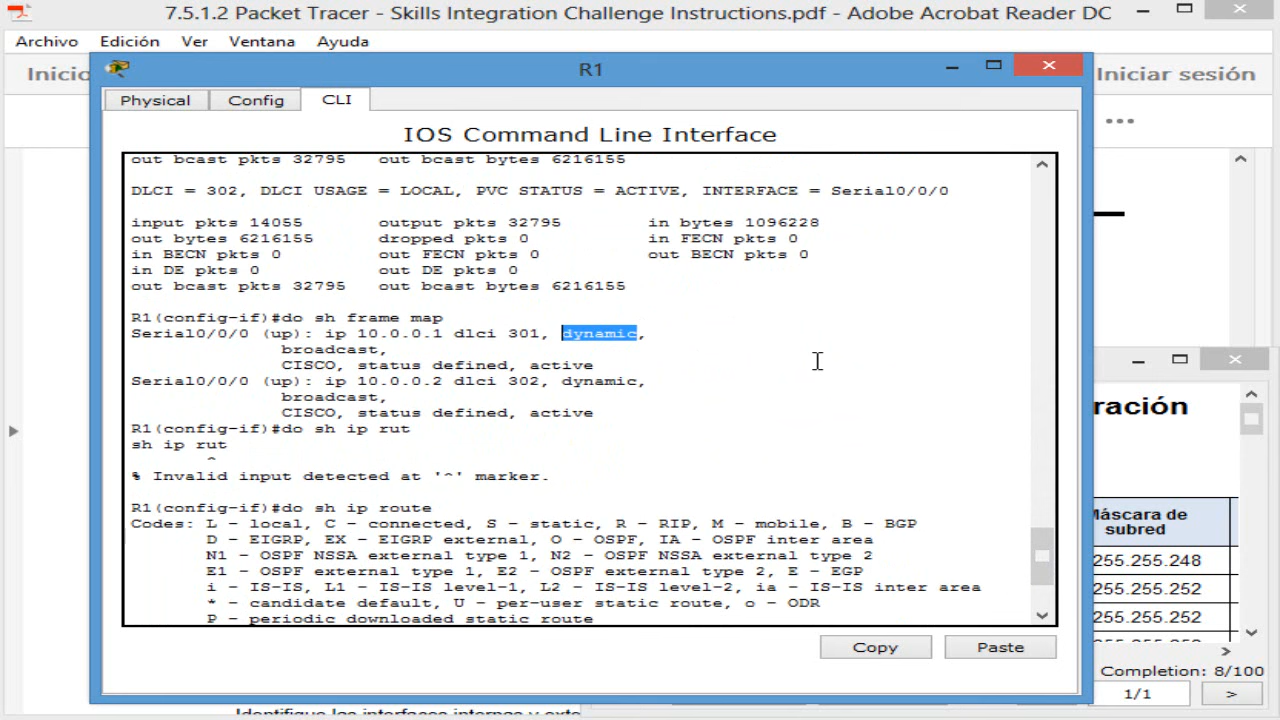 7.5.1.2 Packet Tracer - Skills Integration Challenge Instructions.pdf - Adobe Acrobat Reader DC
Archivo Edición Ver Ventana Ayuda
Inicio
Iniciar sesión
R1
Physical Config CLI
IOS Command Line Interface
out bcast pkts 32795 out bcast bytes 6216155
DLCI = 302, DLCI USAGE = LOCAL, PVC STATUS = ACTIVE, INTERFACE = Serial0/0/0
input pkts 14055 output pkts 32795 in bytes 1096228
out bytes 6216155 dropped pkts 0 in FECN pkts 0
in BECN pkts 0 out FECN pkts 0 out BECN pkts 0
in DE pkts 0 out DE pkts 0
out bcast pkts 32795 out bcast bytes 6216155
R1(config-if)#do sh frame map
Serial0/0/0 (up): ip 10.0.0.1 dlci 301, dynamic,
broadcast,
CISCO, status defined, active
Serial0/0/0 (up): ip 10.0.0.2 dlci 302, dynamic,
broadcast,
CISCO, status defined, active
R1(config-if)#do sh ip rut
sh ip rut
^
% Invalid input detected at '^' marker.
R1(config-if)#do sh ip route
Codes: L - local, C - connected, S - static, R - RIP, M - mobile, B - BGP
D - EIGRP, EX - EIGRP external, O - OSPF, IA - OSPF inter area
N1 - OSPF NSSA external type 1, N2 - OSPF NSSA external type 2
E1 - OSPF external type 1, E2 - OSPF external type 2, E - EGP
i - IS-IS, L1 - IS-IS level-1, L2 - IS-IS level-2, ia - IS-IS inter area
* - candidate default, U - per-user static route, o - ODR
P - periodic downloaded static route
Copy Paste
ración
Máscara de
subred
255.255.248
255.255.252
255.255.252
Completion: 8/100
1/1 >
Identifique las interfaces internas y exte